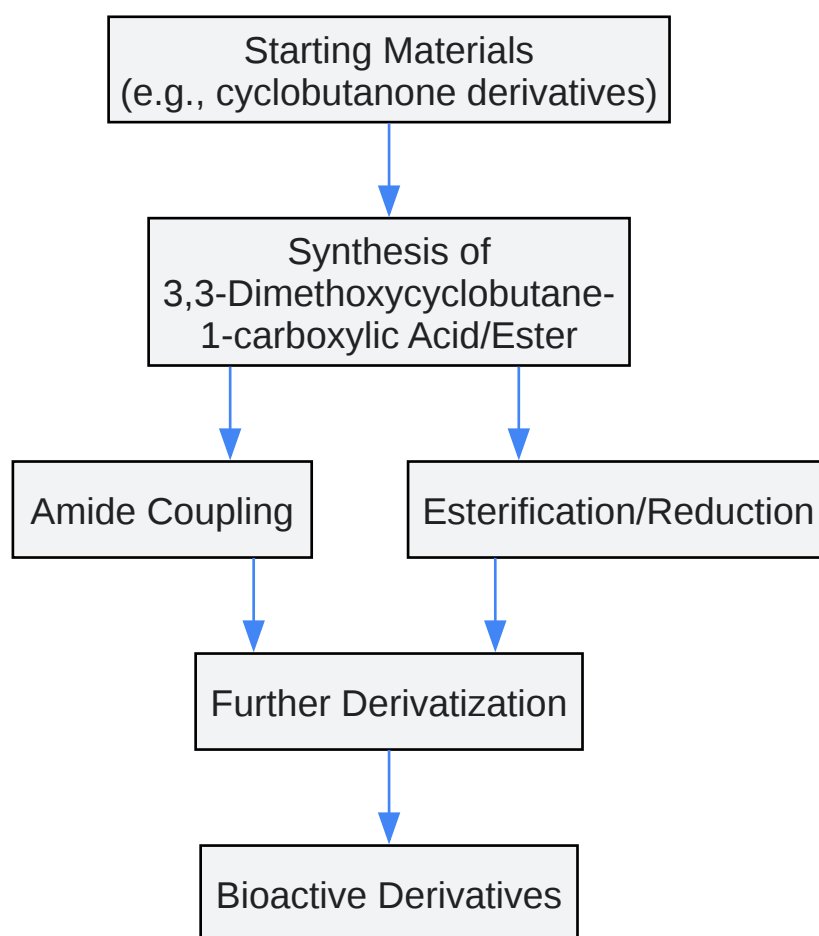 Starting Materials
(e.g., cyclobutanone derivatives)
Synthesis of
3,3-Dimethoxycyclobutane-
1-carboxylic Acid/Ester
Amide Coupling
Esterification/Reduction
Further Derivatization
Bioactive Derivatives